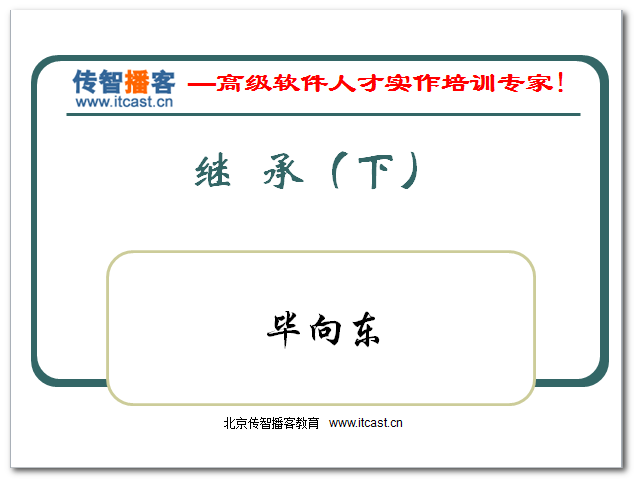 传智播客 —高级软件人才实作培训专家!
www.itcast.cn
继 承（下）
毕向东
北京传智播客教育 www.itcast.cn